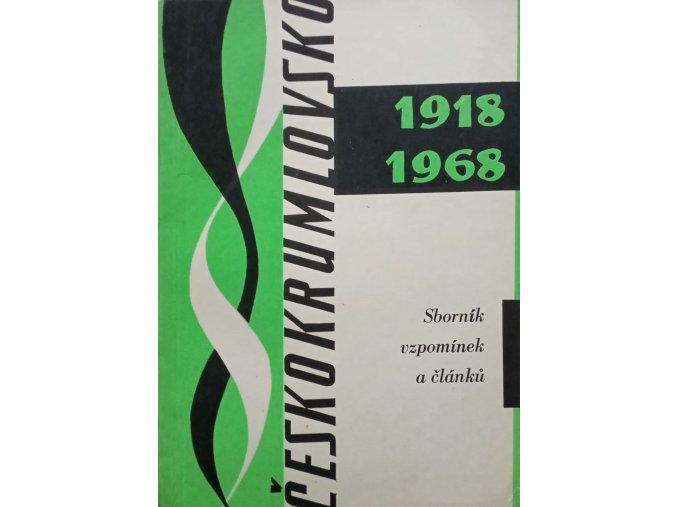 ČESKOKRUMLOVSKO
1918
1968
Sborník
vzpomínek
a článků